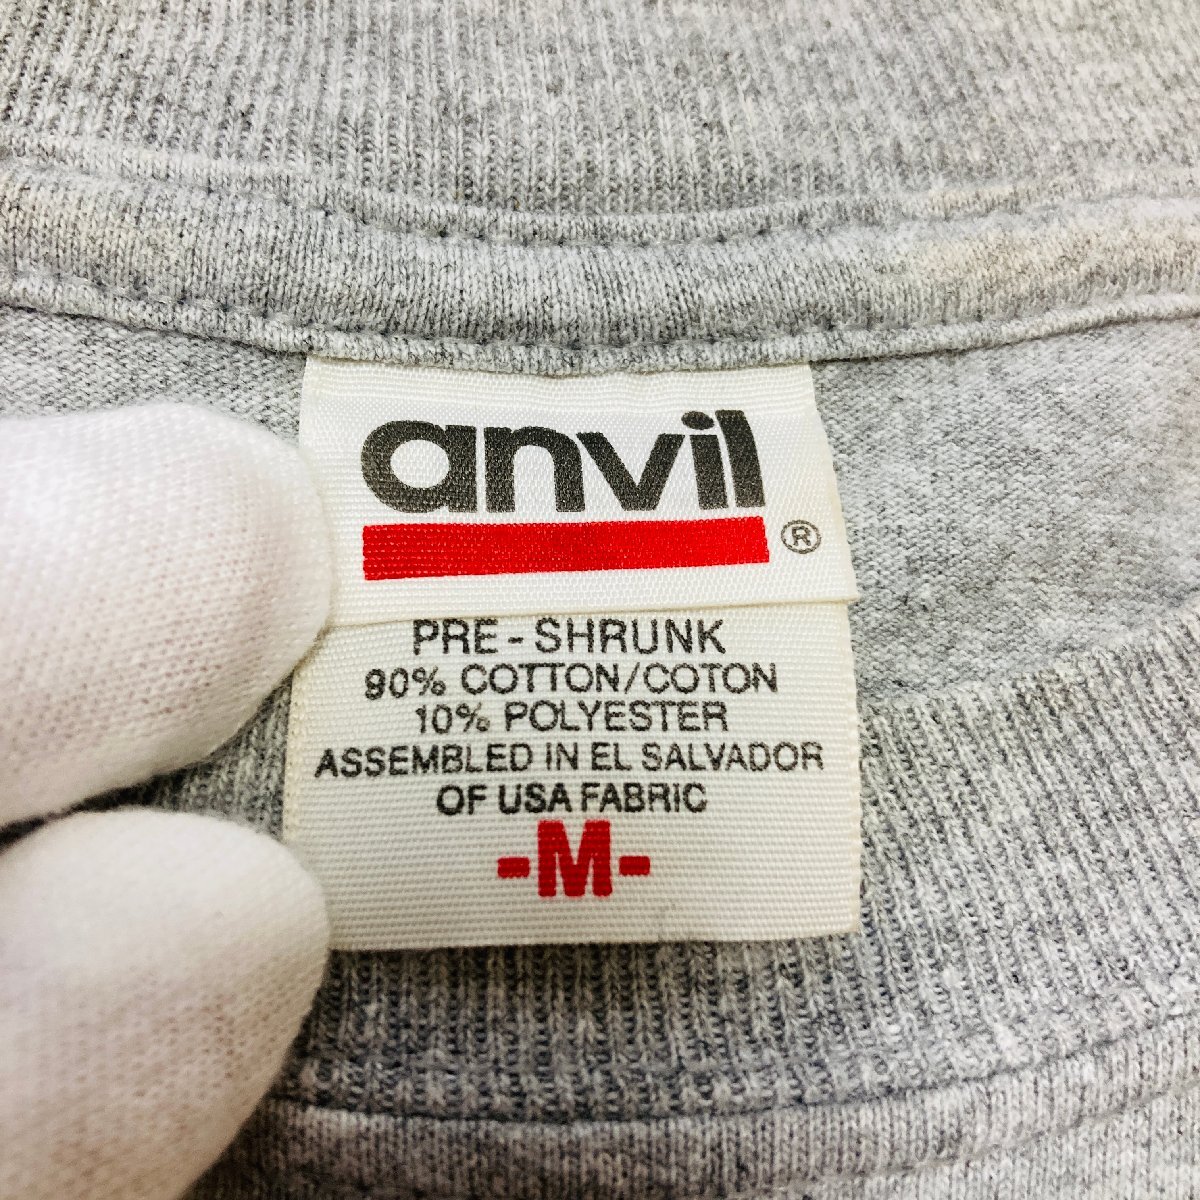 anvil ®
PRE - SHRUNK
90% COTTON/COTON
10% POLYESTER
ASSEMBLED IN EL SALVADOR
OF USA FABRIC
-M-